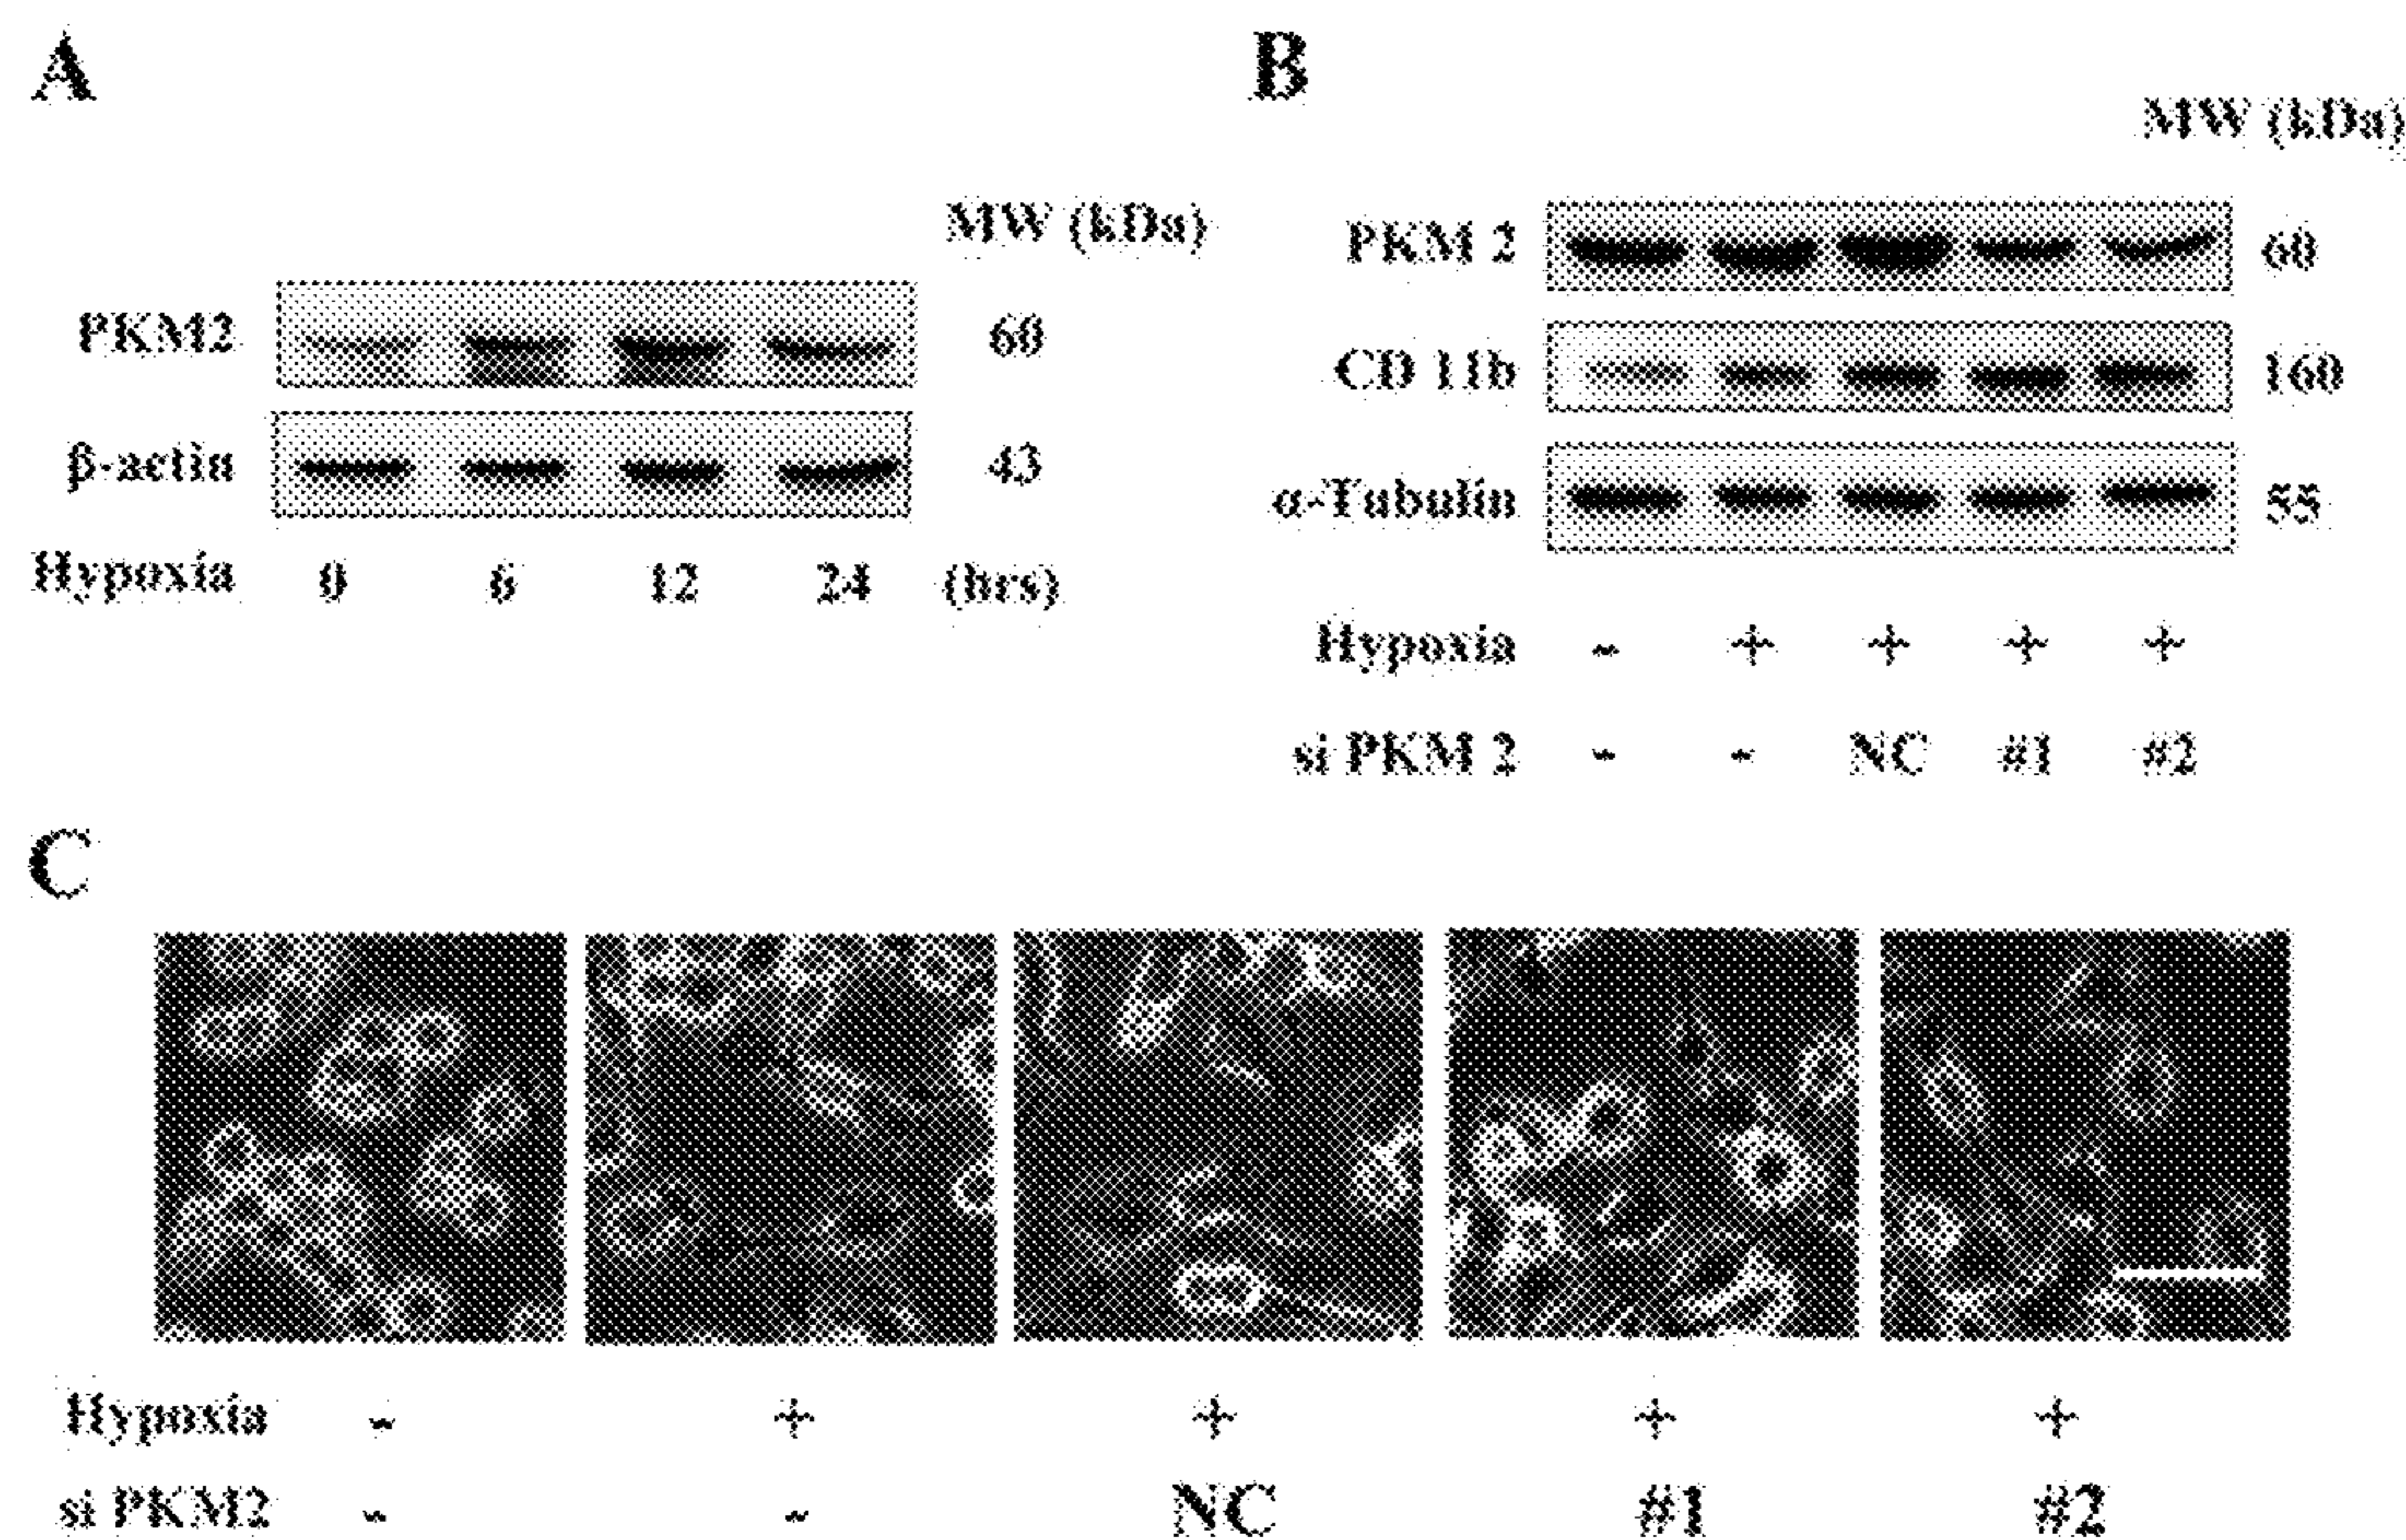 A
MW (kDa)
PKM2 60
β-actin 43
Hypoxia 0 6 12 24 (hrs)
B
MW (kDa)
PKM 2 60
CD 11b 160
α-Tubulin 55
Hypoxia - + + + +
si PKM 2 - - NC #1 #2
C
Hypoxia - + + + +
si PKM2 - - NC #1 #2